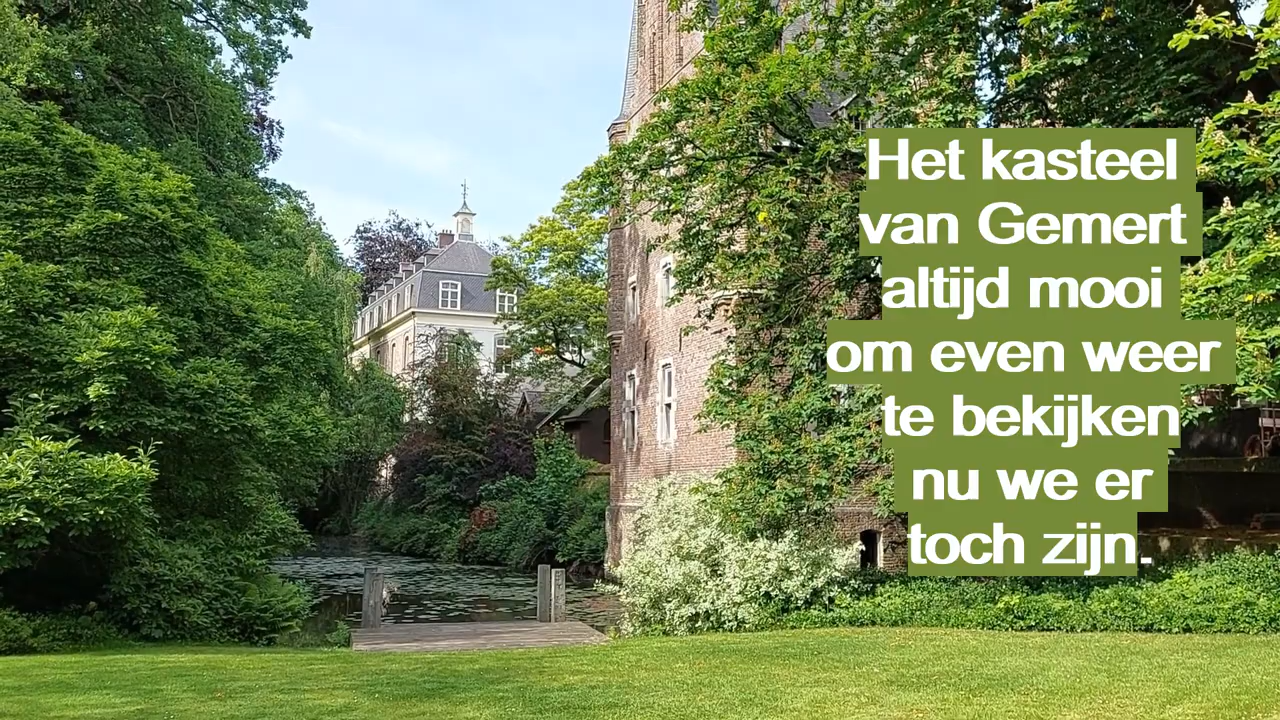 Het kasteel
van Gemert
altijd mooi
om even weer
te bekijken
nu we er
toch zijn.